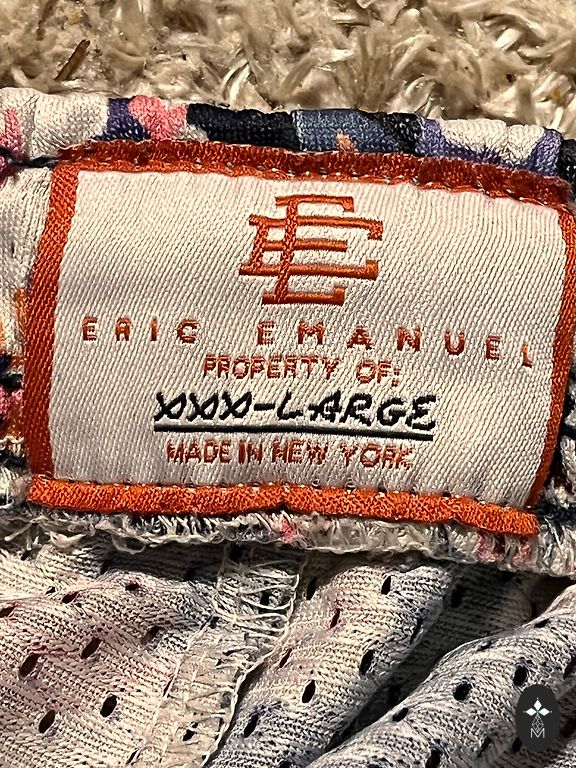 EE
ERIC EMANUEL
PROPERTY OF:
XXX-LARGE
MADE IN NEW YORK
M